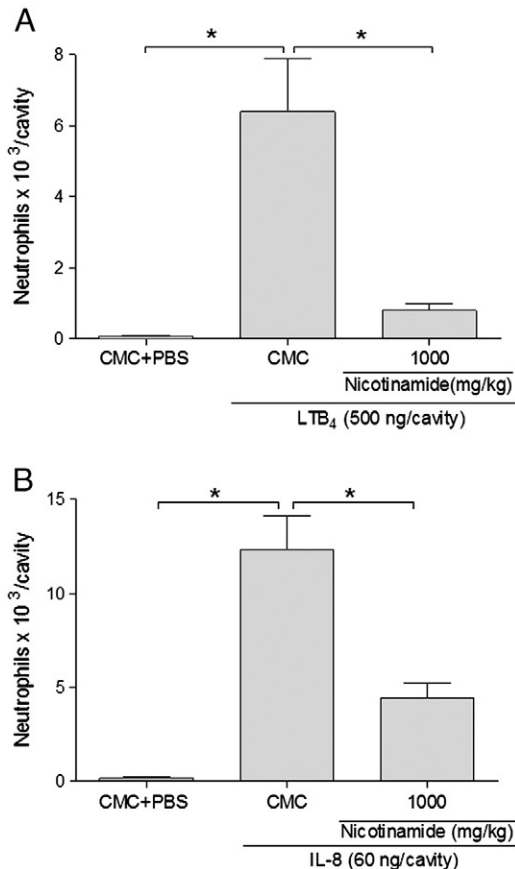 A
* *
Neutrophils x 10 3/cavity
8
6
4
2
0
CMC+PBS CMC 1000
Nicotinamide(mg/kg)
LTB4 (500 ng/cavity)
B
* *
Neutrophils x 10 3/cavity
15
10
5
0
CMC+PBS CMC 1000
Nicotinamide (mg/kg)
IL-8 (60 ng/cavity)